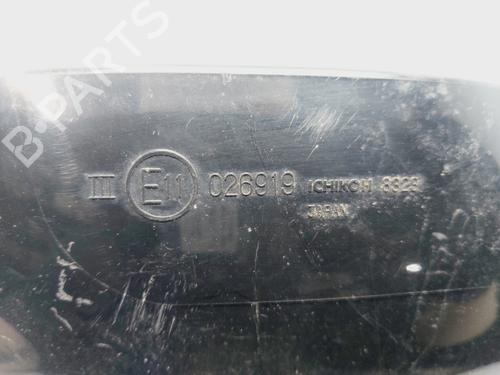 B-PARTS
III E11 026919 ICHIKOH 8323
JAPAN